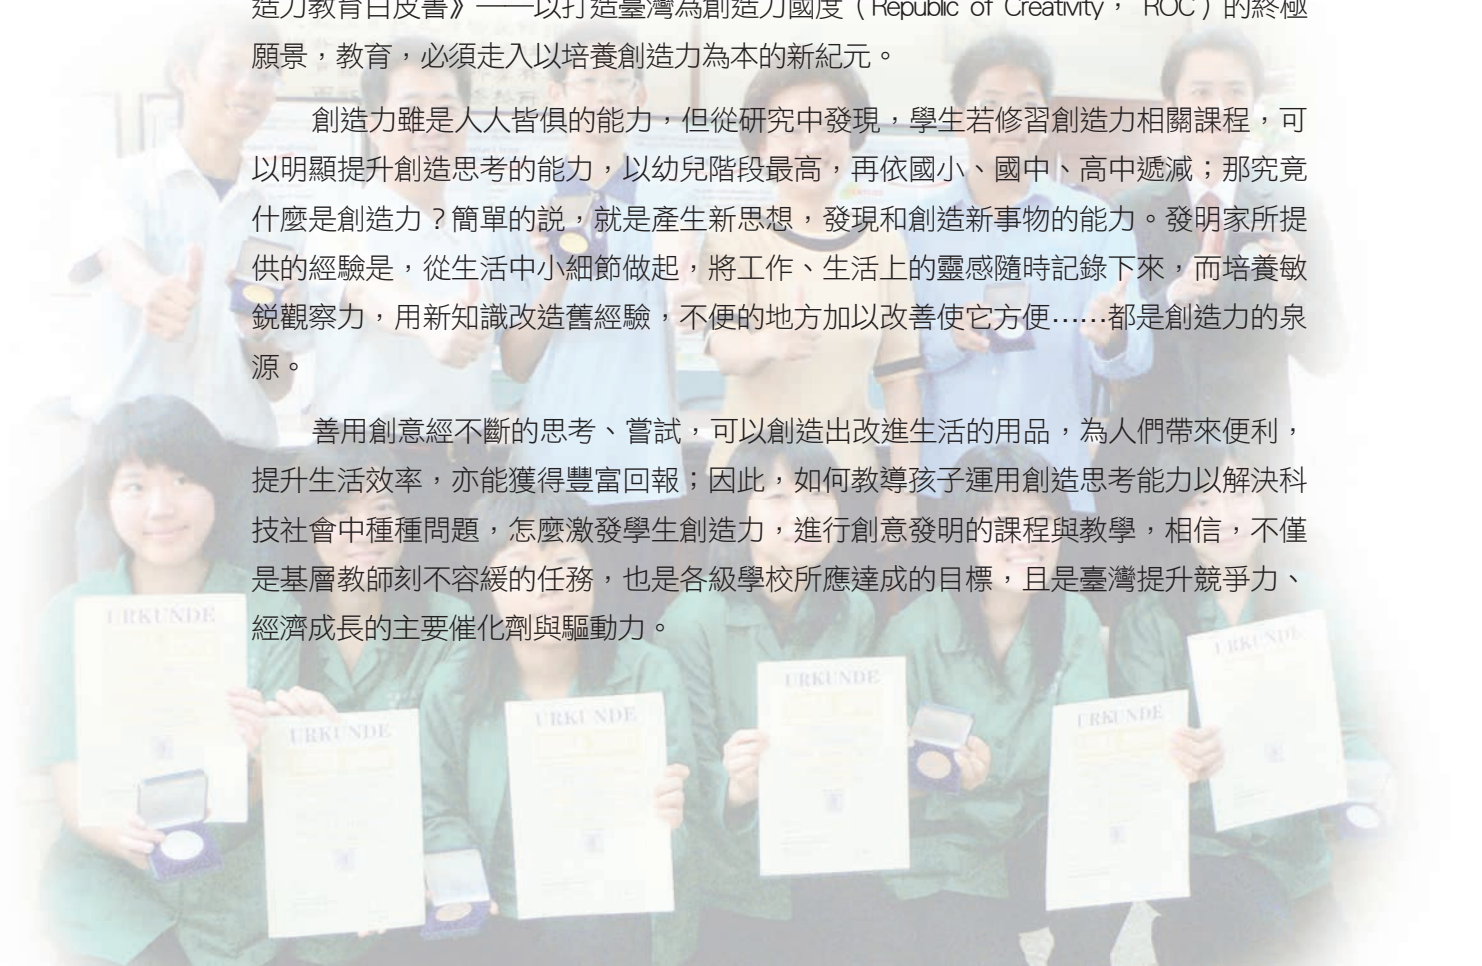 造力教育白皮書》──以打造臺灣為創造力國度（Republic of Creativity， ROC）的終極
願景，教育，必須走入以培養創造力為本的新紀元。
創造力雖是人人皆俱的能力，但從研究中發現，學生若修習創造力相關課程，可
以明顯提升創造思考的能力，以幼兒階段最高，再依國小、國中、高中遞減；那究竟
什麼是創造力？簡單的說，就是產生新思想，發現和創造新事物的能力。發明家所提
供的經驗是，從生活中小細節做起，將工作、生活上的靈感隨時記錄下來，而培養敏
銳觀察力，用新知識改造舊經驗，不便的地方加以改善使它方便……都是創造力的泉
源。
善用創意經不斷的思考、嘗試，可以創造出改進生活的用品，為人們帶來便利，
提升生活效率，亦能獲得豐富回報；因此，如何教導孩子運用創造思考能力以解決科
技社會中種種問題，怎麼激發學生創造力，進行創意發明的課程與教學，相信，不僅
是基層教師刻不容緩的任務，也是各級學校所應達成的目標，且是臺灣提升競爭力、
經濟成長的主要催化劑與驅動力。
URKUNDE
URKUNDE
URKUNDE
URKUNDE
URKUNDE
URKUNDE